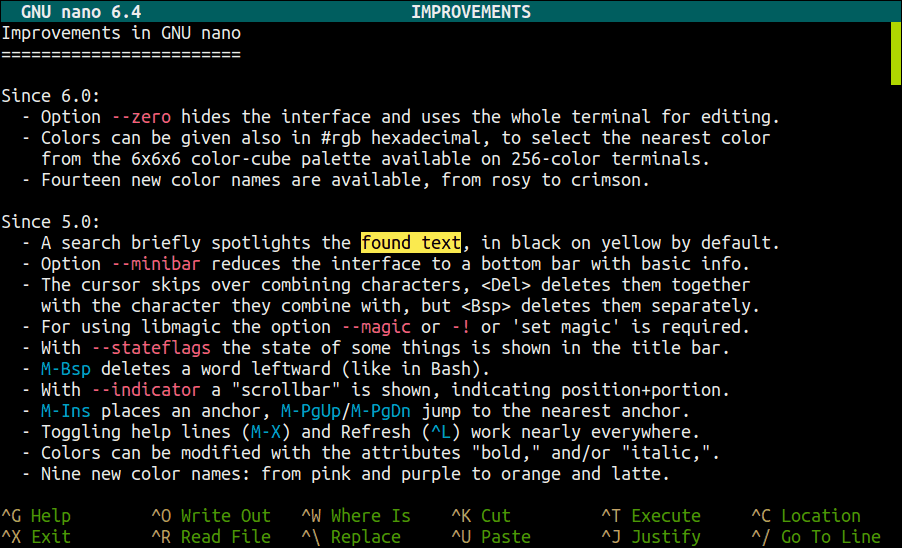 GNU nano 6.4 IMPROVEMENTS
Improvements in GNU nano
========================

Since 6.0:
  - Option --zero hides the interface and uses the whole terminal for editing.
  - Colors can be given also in #rgb hexadecimal, to select the nearest color
    from the 6x6x6 color-cube palette available on 256-color terminals.
  - Fourteen new color names are available, from rosy to crimson.

Since 5.0:
  - A search briefly spotlights the found text, in black on yellow by default.
  - Option --minibar reduces the interface to a bottom bar with basic info.
  - The cursor skips over combining characters, <Del> deletes them together
    with the character they combine with, but <Bsp> deletes them separately.
  - For using libmagic the option --magic or -! or 'set magic' is required.
  - With --stateflags the state of some things is shown in the title bar.
  - M-Bsp deletes a word leftward (like in Bash).
  - With --indicator a "scrollbar" is shown, indicating position+portion.
  - M-Ins places an anchor, M-PgUp/M-PgDn jump to the nearest anchor.
  - Toggling help lines (M-X) and Refresh (^L) work nearly everywhere.
  - Colors can be modified with the attributes "bold," and/or "italic,".
  - Nine new color names: from pink and purple to orange and latte.

^G Help ^O Write Out ^W Where Is ^K Cut ^T Execute ^C Location
^X Exit ^R Read File ^\ Replace ^U Paste ^J Justify ^/ Go To Line